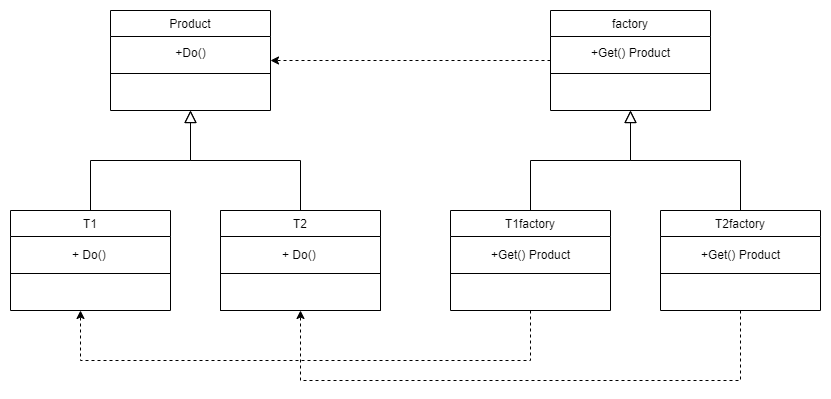 Product
+Do()
factory
+Get() Product
T1
+ Do()
T2
+ Do()
T1factory
+Get() Product
T2factory
+Get() Product